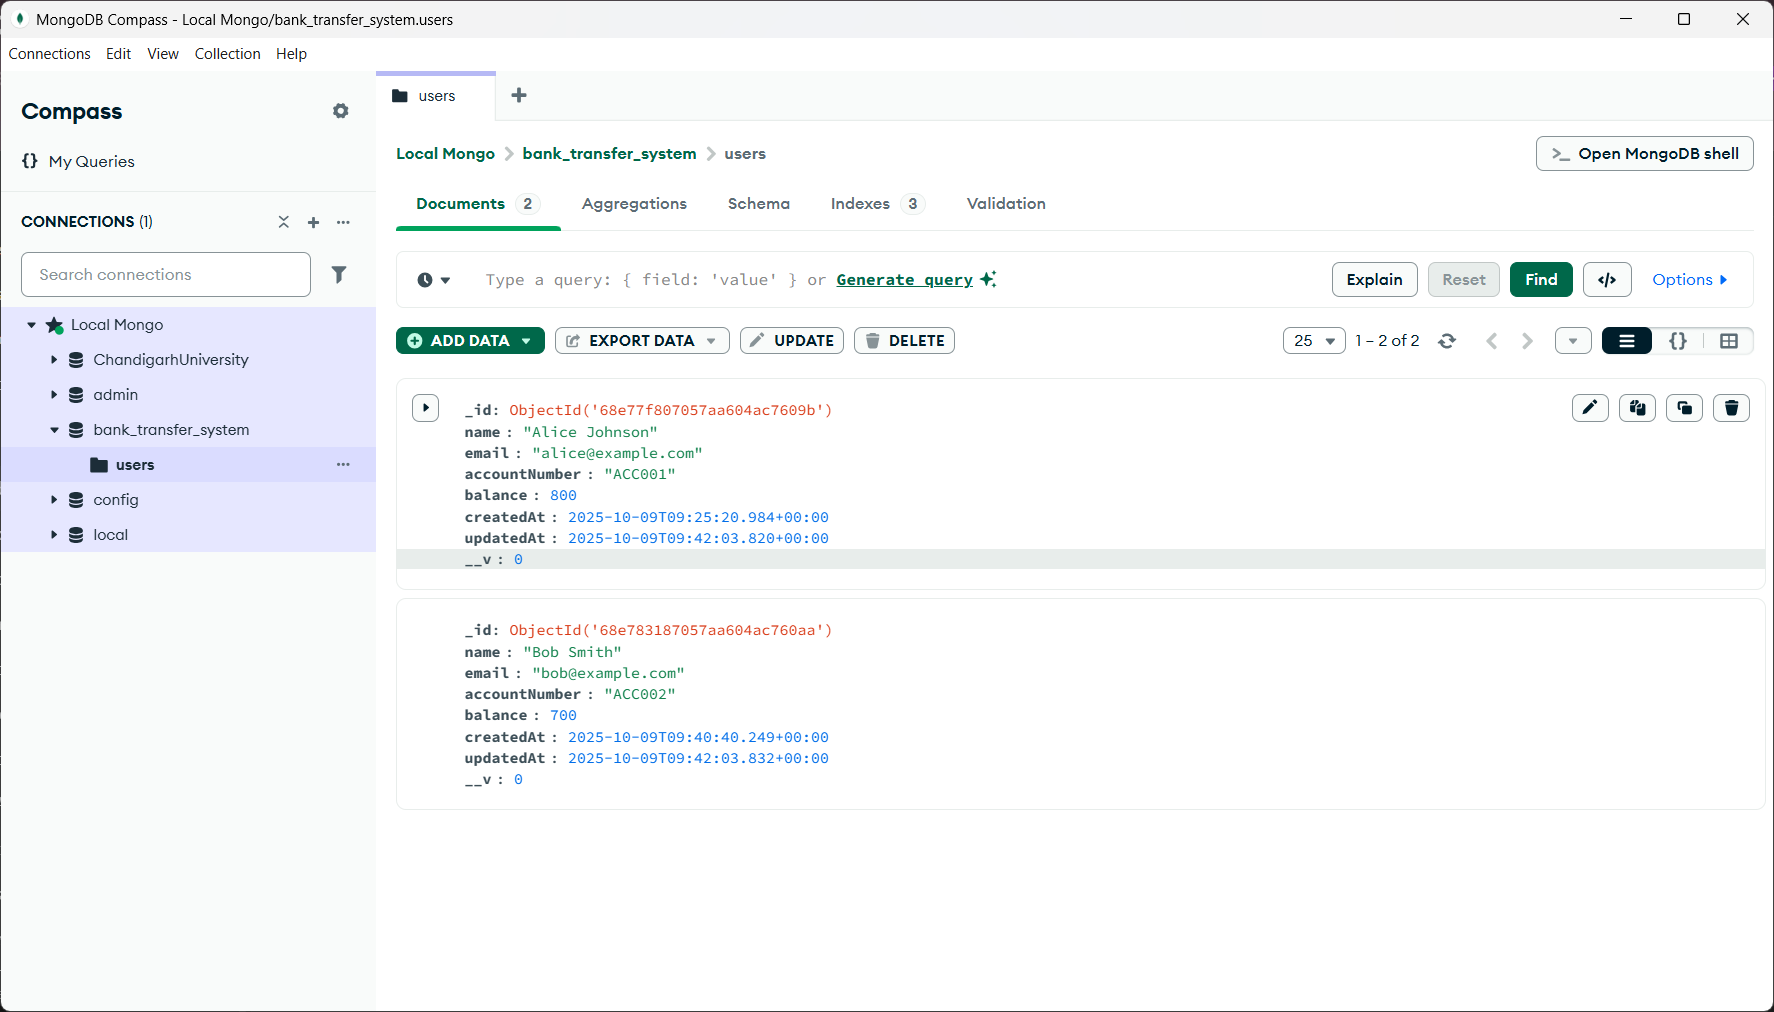 MongoDB Compass - Local Mongo/bank_transfer_system.users
Connections Edit View Collection Help
Compass
{} My Queries
CONNECTIONS (1)
Search connections
Local Mongo
ChandigarhUniversity
admin
bank_transfer_system
users
config
local
users
Local Mongo > bank_transfer_system > users
>_ Open MongoDB shell
Documents 2 Aggregations Schema Indexes 3 Validation
Type a query: { field: 'value' } or Generate query
Explain Reset Find </> Options
ADD DATA EXPORT DATA UPDATE DELETE
25 1 – 2 of 2 {}
_id: ObjectId('68e77f807057aa604ac7609b')
name : "Alice Johnson"
email : "alice@example.com"
accountNumber : "ACC001"
balance : 800
createdAt : 2025-10-09T09:25:20.984+00:00
updatedAt : 2025-10-09T09:42:03.820+00:00
__v : 0
_id: ObjectId('68e783187057aa604ac760aa')
name : "Bob Smith"
email : "bob@example.com"
accountNumber : "ACC002"
balance : 700
createdAt : 2025-10-09T09:40:40.249+00:00
updatedAt : 2025-10-09T09:42:03.832+00:00
__v : 0